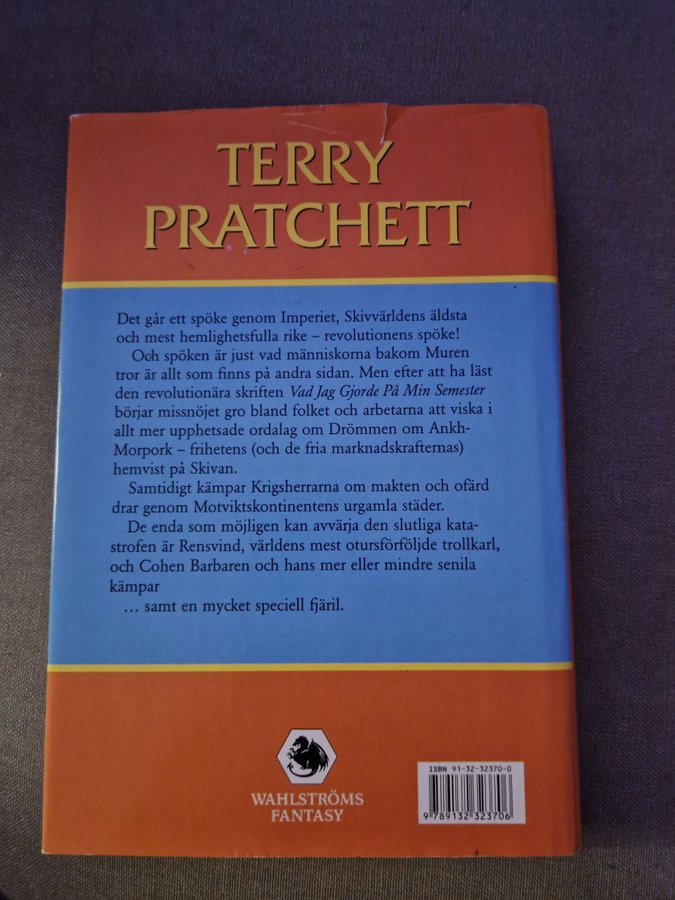 TERRY
PRATCHETT
Det går ett spöke genom Imperiet, Skivvärldens äldsta
och mest hemlighetsfulla rike – revolutionens spöke!
Och spöken är just vad människorna bakom Muren
tror är allt som finns på andra sidan. Men efter att ha läst
den revolutionära skriften Vad Jag Gjorde På Min Semester
börjar missnöjet gro bland folket och arbetarna att viska i
allt mer upphetsade ordalag om Drömmen om Ankh-
Morpork – frihetens (och de fria marknadskrafternas)
hemvist på Skivan.
Samtidigt kämpar Krigsherrarna om makten och ofärd
drar genom Motviktskontinentens urgamla städer.
De enda som möjligen kan avvärja den slutliga kata-
strofen är Rensvind, världens mest otursförföljde trollkarl,
och Cohen Barbaren och hans mer eller mindre senila
kämpar
... samt en mycket speciell fjäril.
WAHLSTRÖMS
FANTASY
ISBN 91-32-32370-0
9 789132 323706